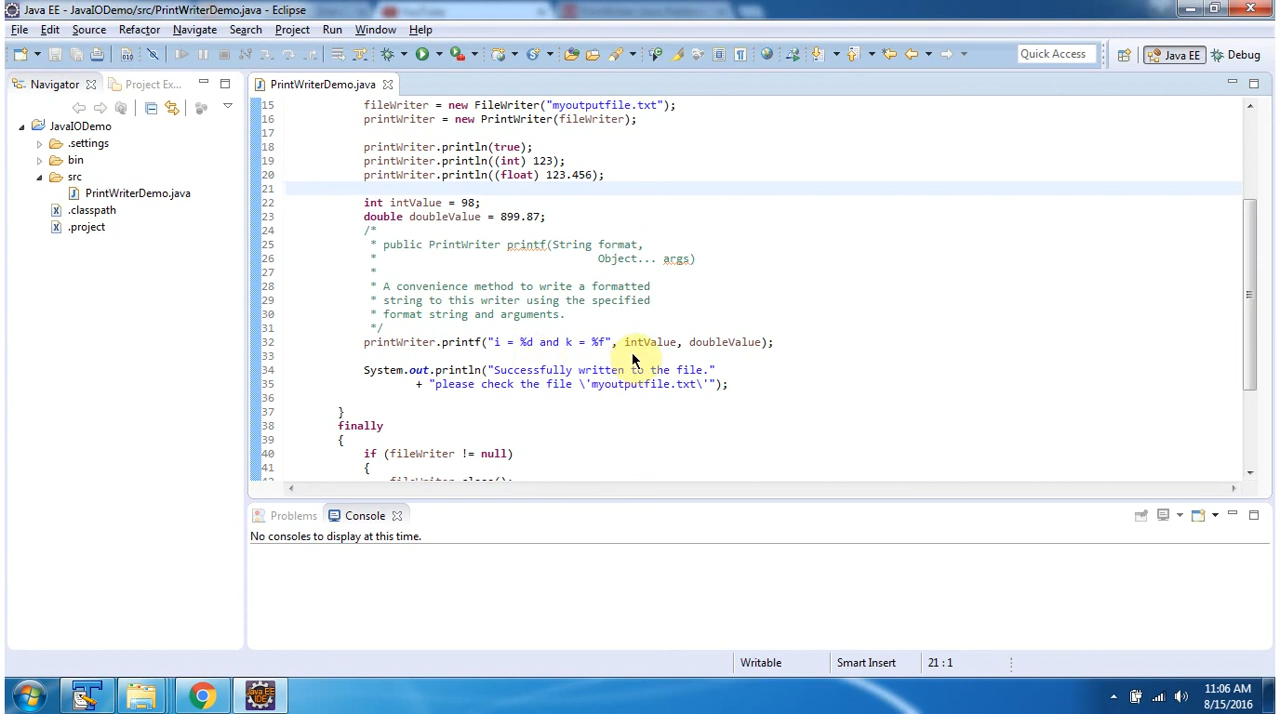 Java EE - JavaIODemo/src/PrintWriterDemo.java - Eclipse
File Edit Source Refactor Navigate Search Project Run Window Help
Quick Access Java EE Debug
Navigator Project Ex... PrintWriterDemo.java
JavaIODemo
.settings
bin
src
PrintWriterDemo.java
.classpath
.project
15 fileWriter = new FileWriter("myoutputfile.txt");
16 printWriter = new PrintWriter(fileWriter);
17
18 printWriter.println(true);
19 printWriter.println((int) 123);
20 printWriter.println((float) 123.456);
21
22 int intValue = 98;
23 double doubleValue = 899.87;
24 /*
25 * public PrintWriter printf(String format,
26 * Object... args)
27 *
28 * A convenience method to write a formatted
29 * string to this writer using the specified
30 * format string and arguments.
31 */
32 printWriter.printf("i = %d and k = %f", intValue, doubleValue);
33
34 System.out.println("Successfully written to the file."
35 + "please check the file \'myoutputfile.txt\'");
36
37 }
38 finally
39 {
40 if (fileWriter != null)
41 {
fileWriter.close();
Problems Console
No consoles to display at this time.
Writable Smart Insert 21 : 1
Java EE IDE
11:06 AM
8/15/2016